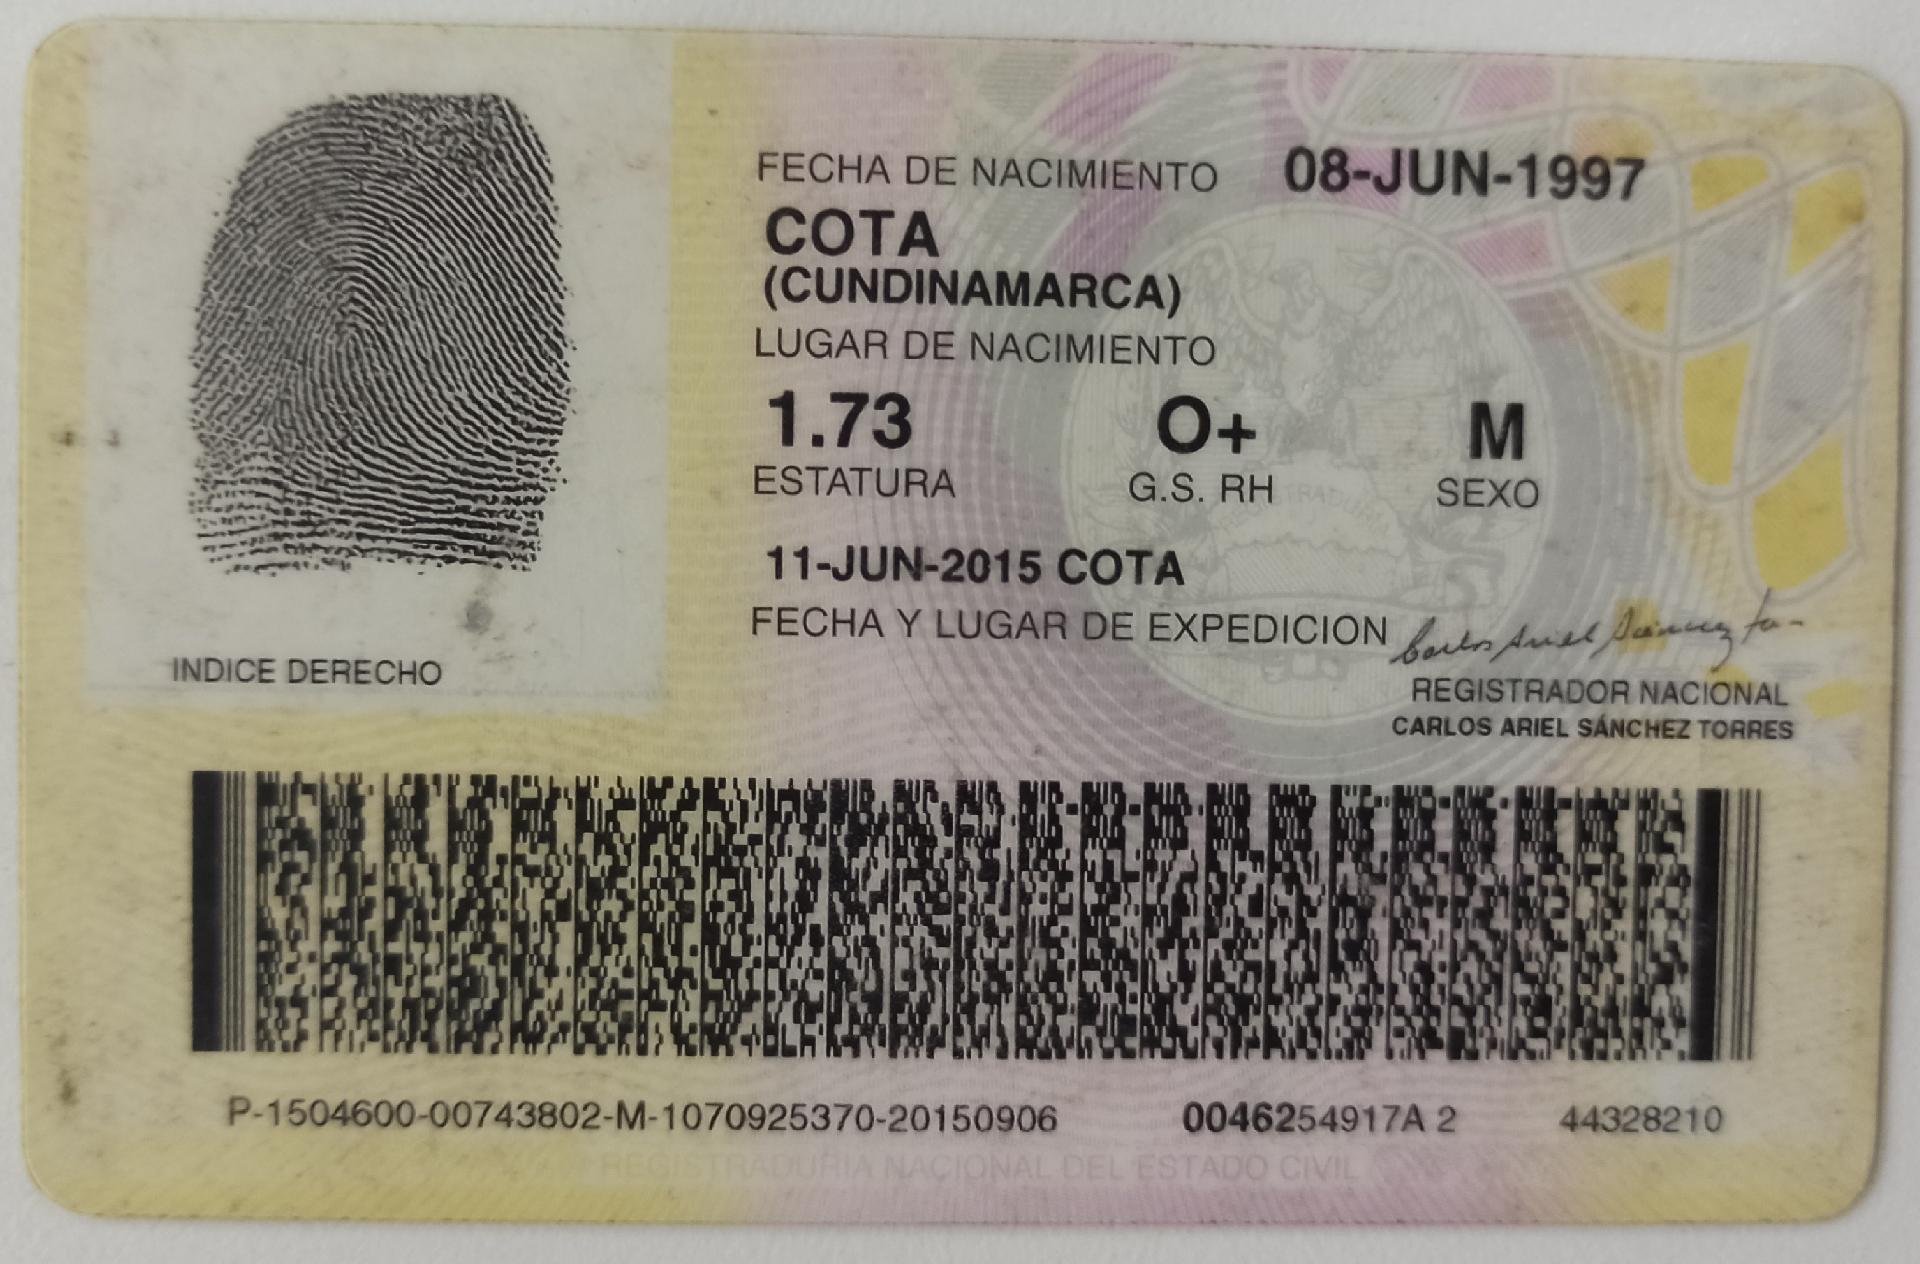 FECHA DE NACIMIENTO 08-JUN-1997
COTA
(CUNDINAMARCA)
LUGAR DE NACIMIENTO
1.73 O+ M
ESTATURA G.S. RH SEXO
11-JUN-2015 COTA
FECHA Y LUGAR DE EXPEDICION
Carlos Ariel Sánchez To-
INDICE DERECHO
REGISTRADOR NACIONAL
CARLOS ARIEL SÁNCHEZ TORRES
P-1504600-00743802-M-1070925370-20150906 0046254917A 2 44328210
REGISTRADURIA NACIONAL DEL ESTADO CIVIL